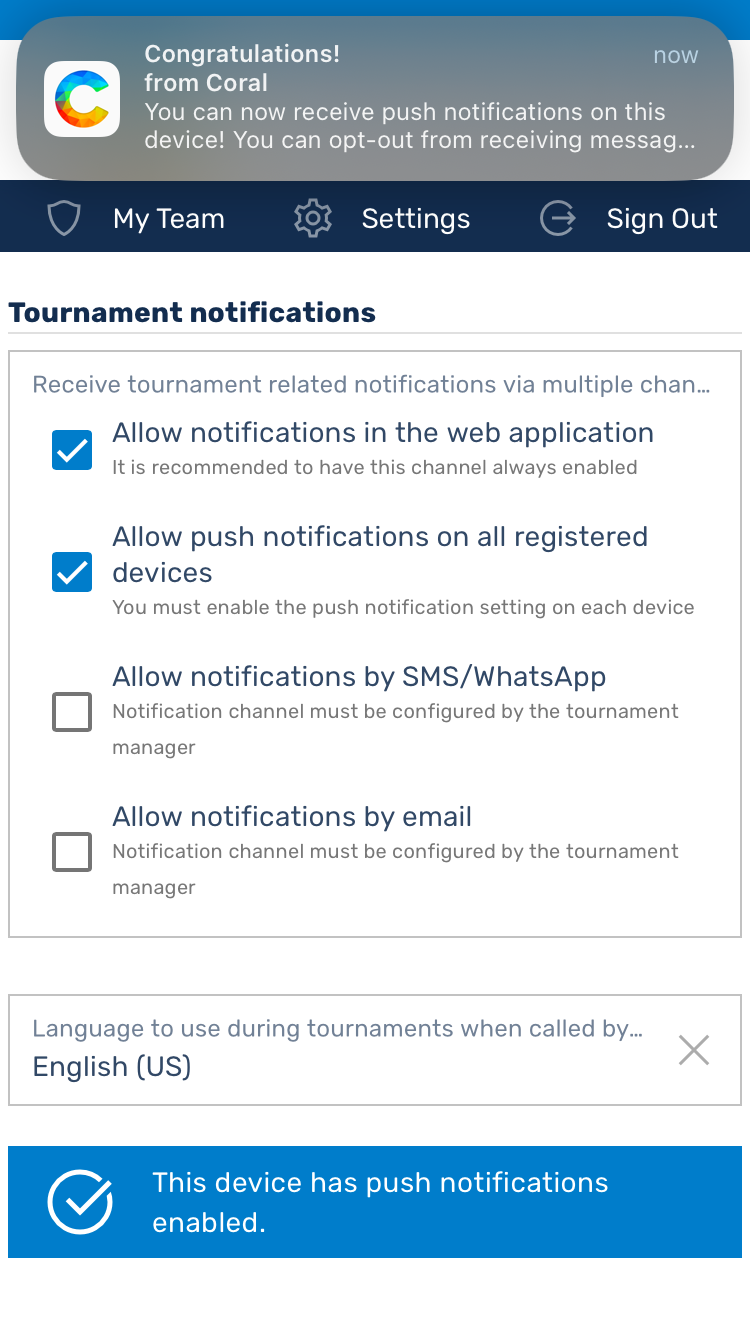 Congratulations!
now
from Coral
You can now receive push notifications on this
device! You can opt-out from receiving messag...
My Team
Settings
Sign Out
Tournament notifications
Receive tournament related notifications via multiple chan...
Allow notifications in the web application
It is recommended to have this channel always enabled
Allow push notifications on all registered
devices
You must enable the push notification setting on each device
Allow notifications by SMS/WhatsApp
Notification channel must be configured by the tournament
manager
Allow notifications by email
Notification channel must be configured by the tournament
manager
Language to use during tournaments when called by...
English (US)
This device has push notifications
enabled.